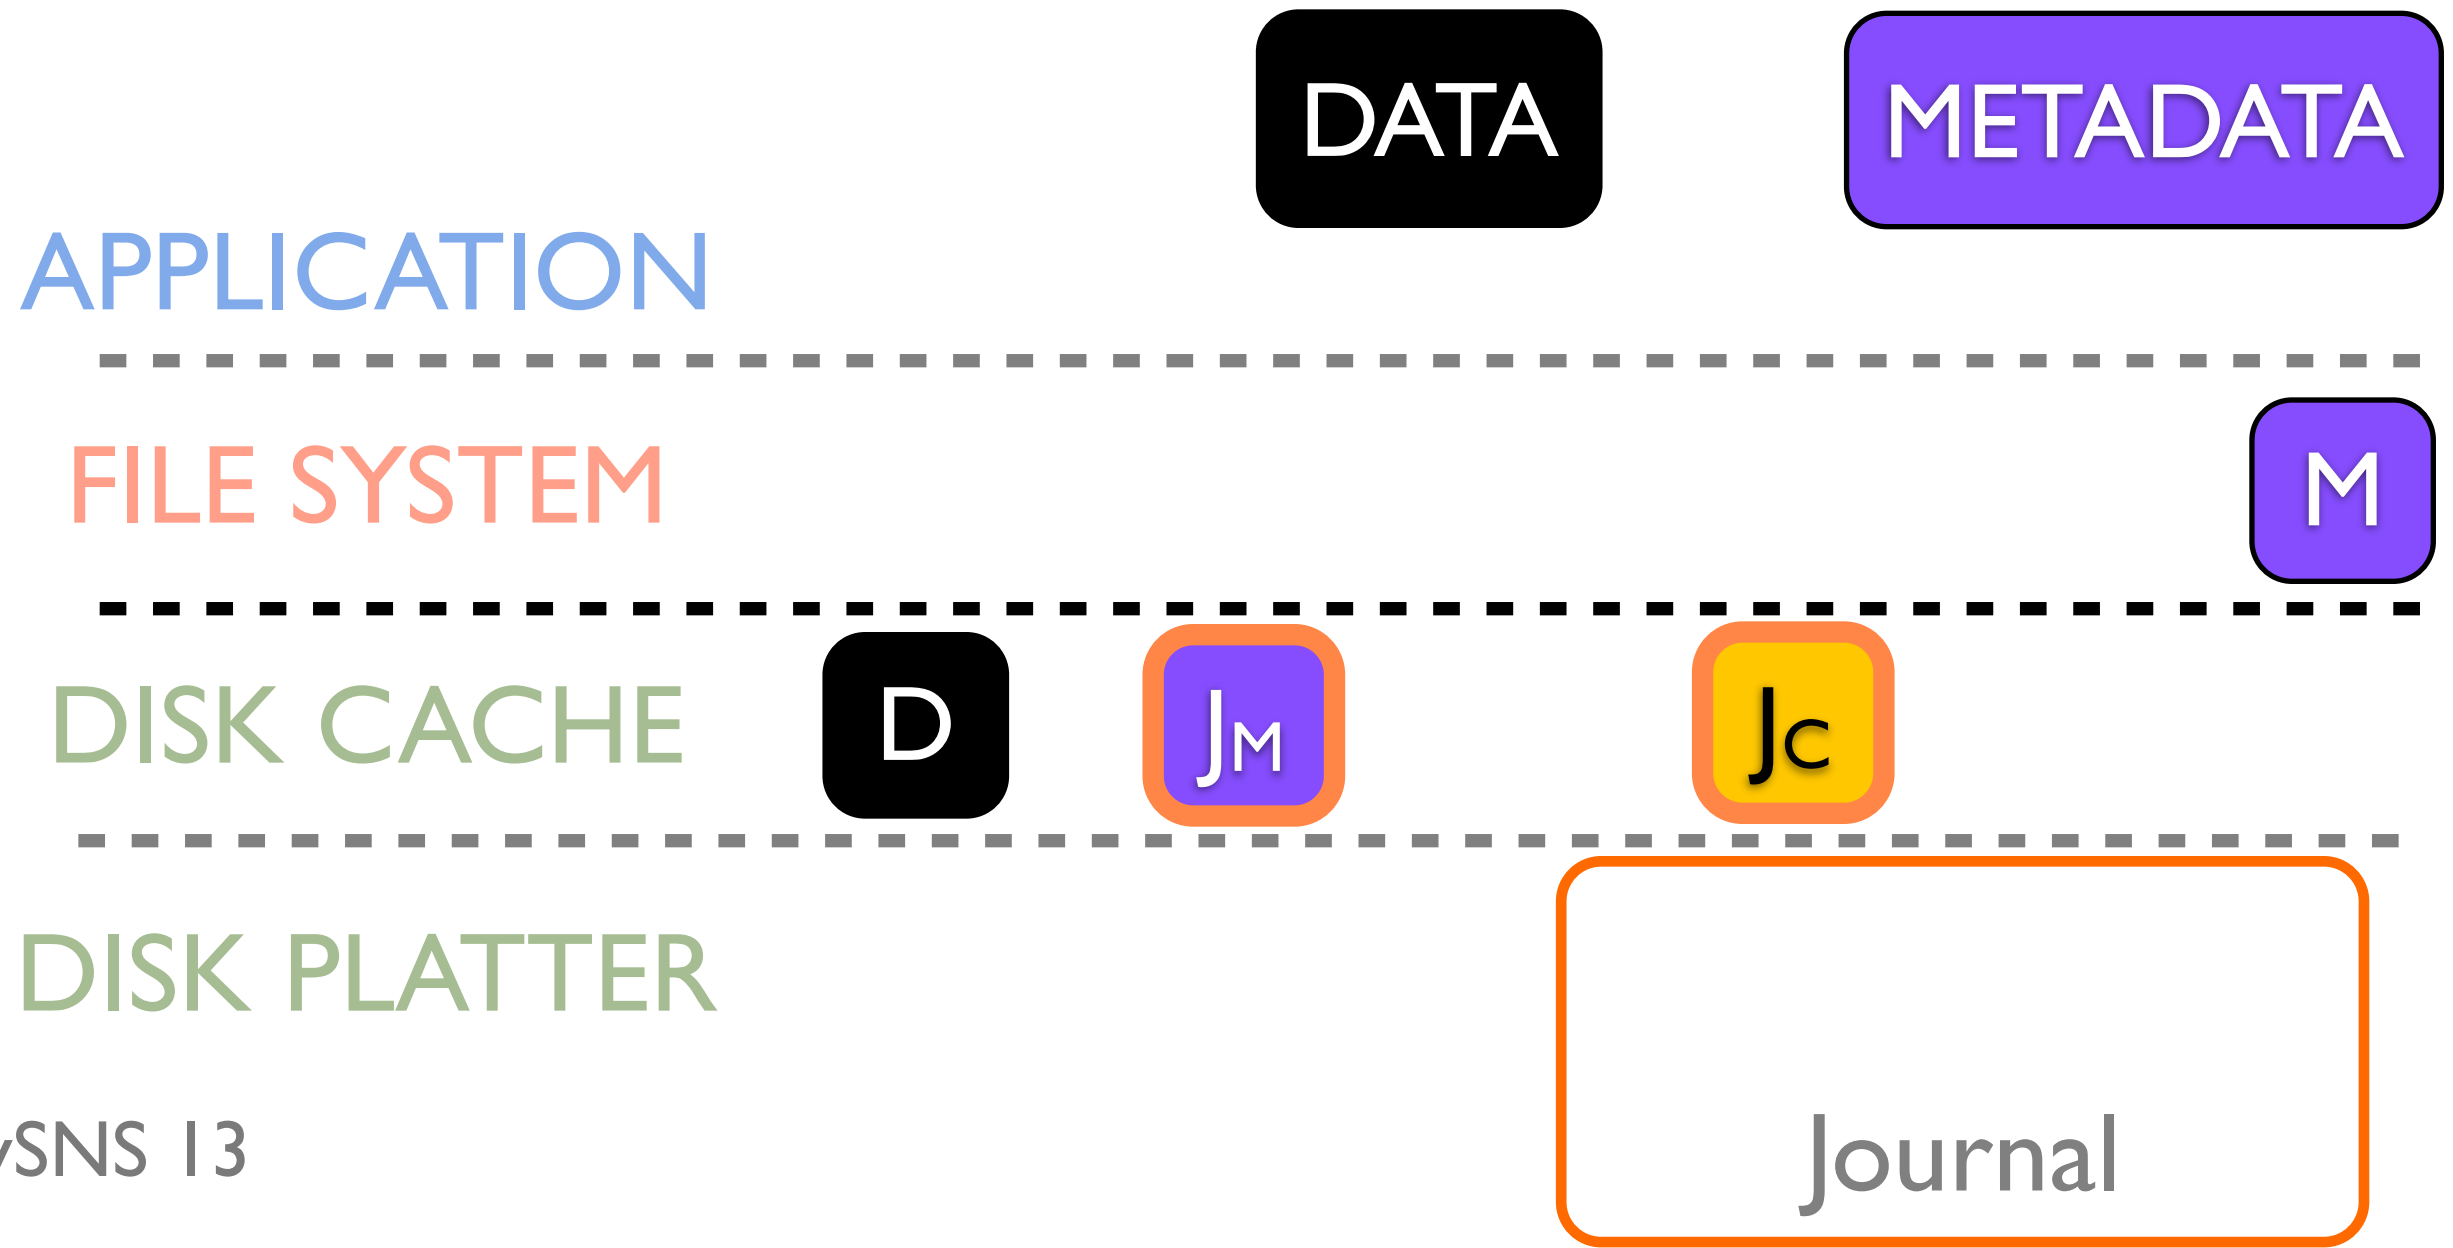 DATA METADATA
APPLICATION
FILE SYSTEM M
DISK CACHE D JM JC
DISK PLATTER
Journal
SNS 13